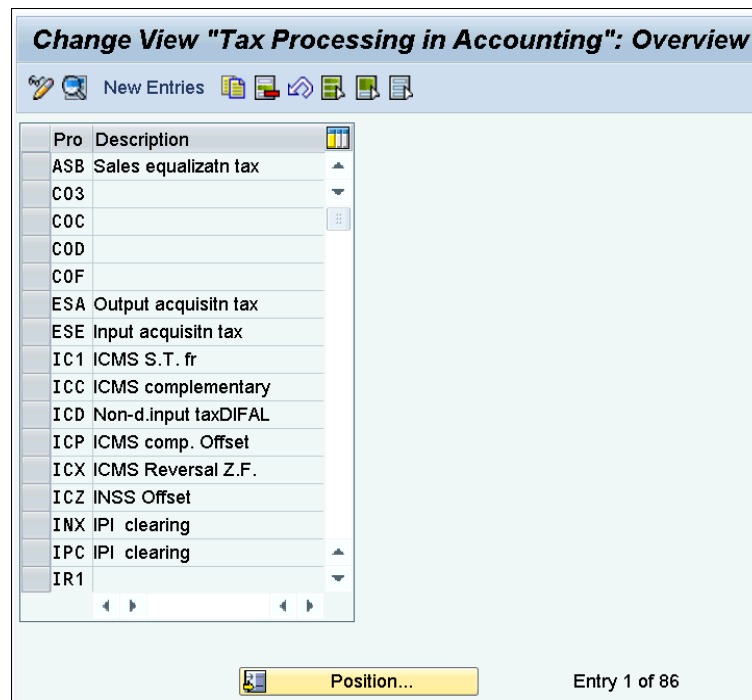 Change View "Tax Processing in Accounting": Overview
New Entries
Pro Description
ASB Sales equalizatn tax
CO3
COC
COD
COF
ESA Output acquisitn tax
ESE Input acquisitn tax
IC1 ICMS S.T. fr
ICC ICMS complementary
ICD Non-d.input taxDIFAL
ICP ICMS comp. Offset
ICX ICMS Reversal Z.F.
ICZ INSS Offset
INX IPI clearing
IPC IPI clearing
IR1
Position... Entry 1 of 86